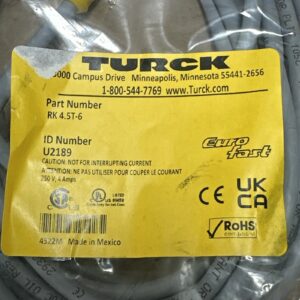 TURCK
3000 Campus Drive Minneapolis, Minnesota 55441-2656
1-800-544-7769 www.Turck.com
Part Number
RK 4.5T-6
ID Number
U2189
euro
fast
CAUTION: NOT FOR INTERRUPTING CURRENT
ATTENTION: NE PAS UTILISER POUR COUPER LE COURANT
250 V, 4 Amps
LISTED
CE UK
CA
RoHS
4522M Made in Mexico